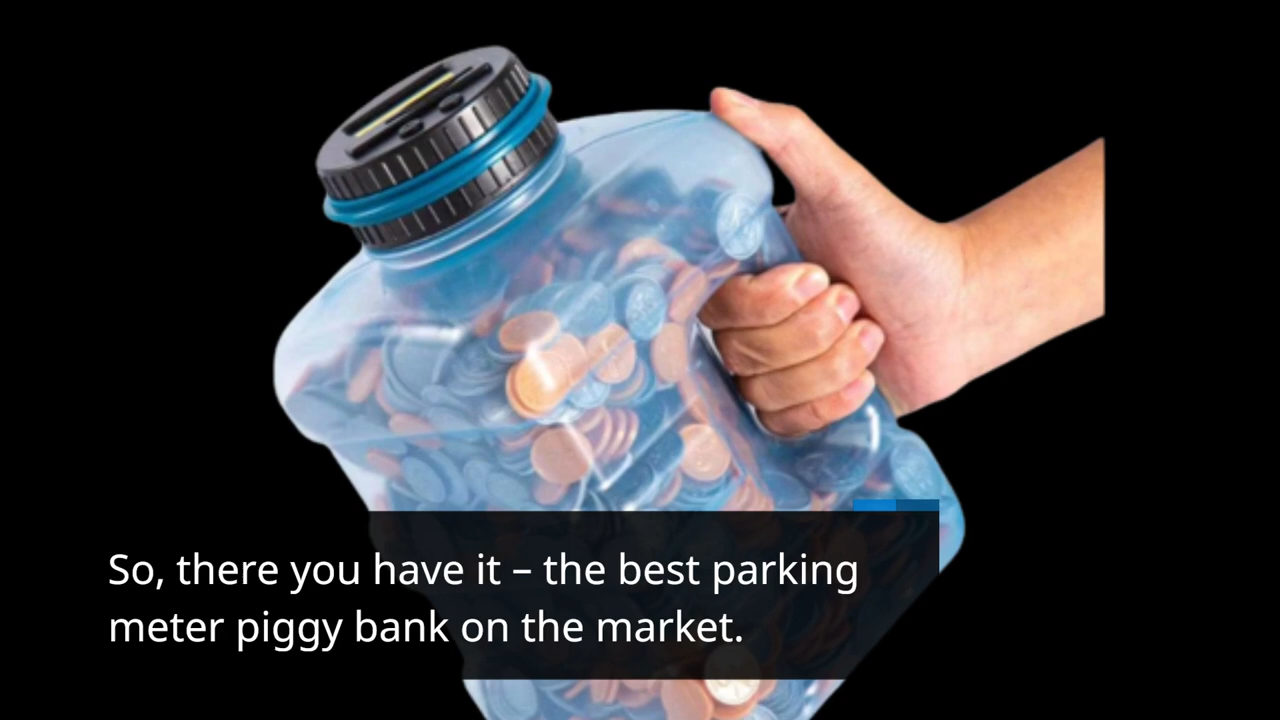 So, there you have it – the best parking
meter piggy bank on the market.